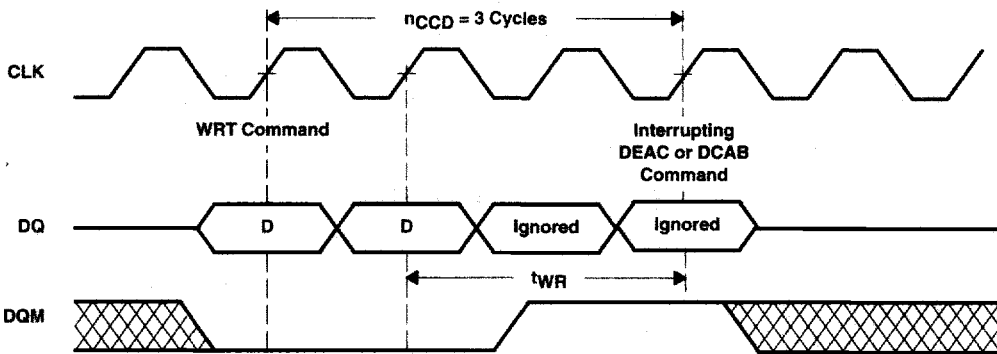 nCCD = 3 Cycles
CLK
WRT Command
Interrupting
DEAC or DCAB
Command
DQ
D
D
Ignored
Ignored
tWR
DQM